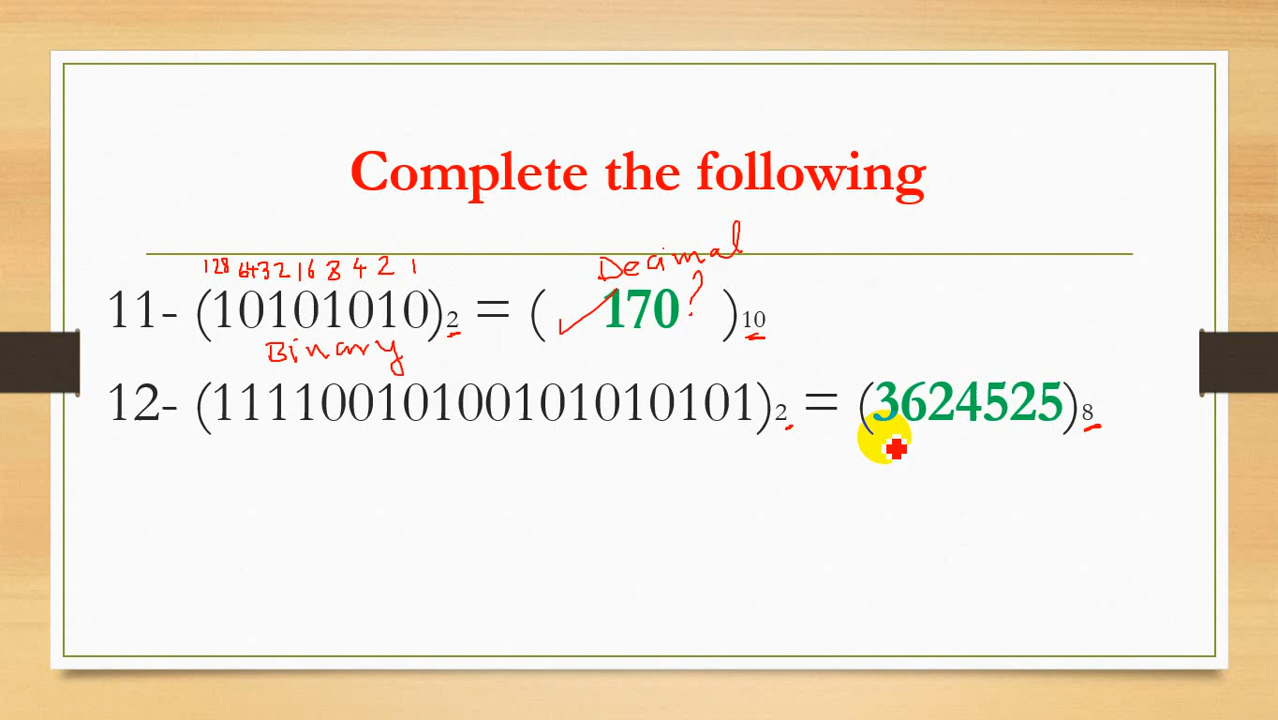 Complete the following
Decimal
128 64 32 16 8 4 2 1
11- (10101010)2 = ( 170 ? )10
Binary
12- (11110010100101010101)2 = (3624525)8